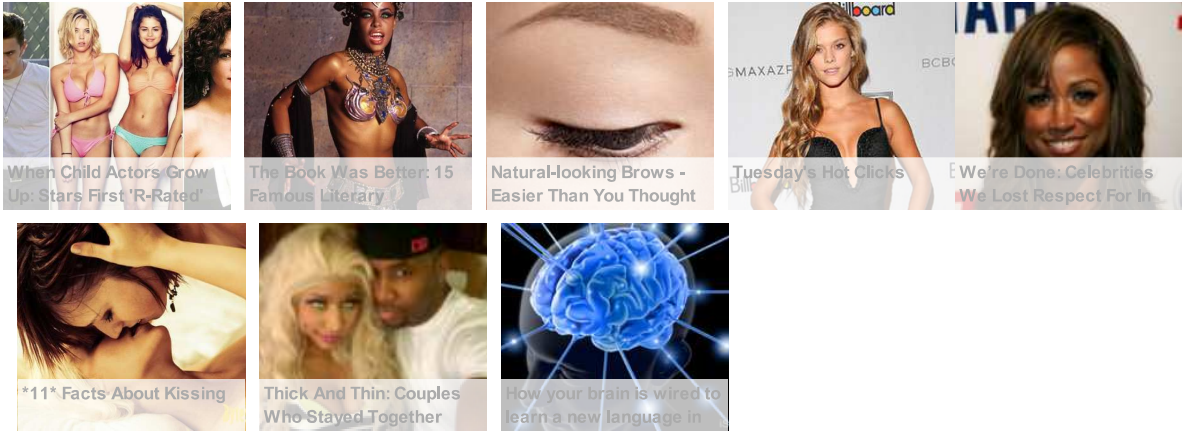 Billboard
GMAXAZR
BCBG
When Child Actors Grow
Up: Stars First 'R-Rated'
The Book Was Better: 15
Famous Literary
Natural-looking Brows -
Easier Than You Thought
Tuesday's Hot Clicks
We're Done: Celebrities
We Lost Respect For In
*11* Facts About Kissing
Thick And Thin: Couples
Who Stayed Together
How your brain is wired to
learn a new language in